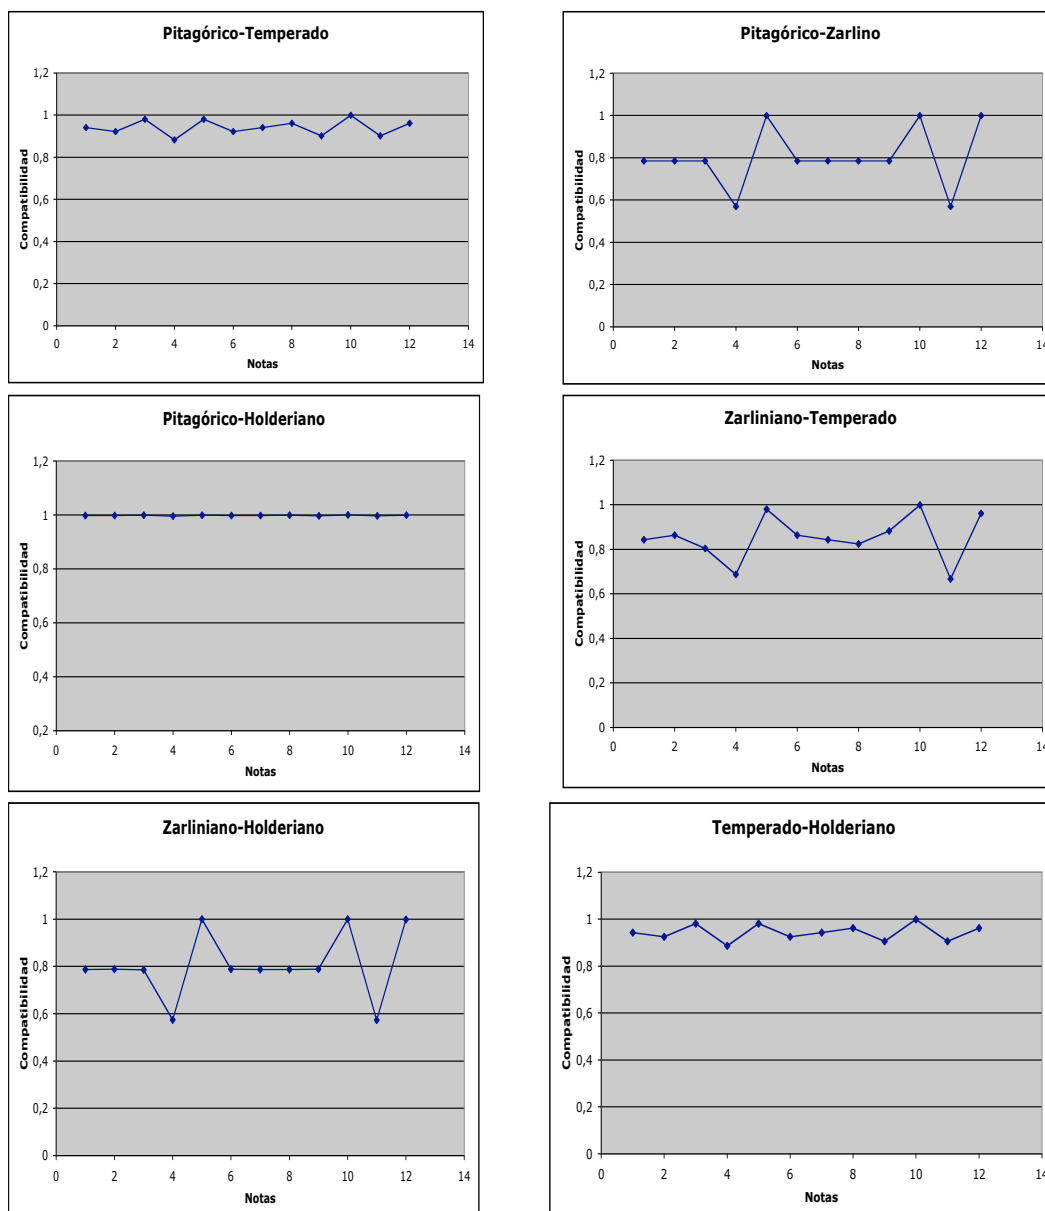 Pitagórico-Temperado
1,2
1
0,8
0,6
0,4
0,2
0
Compatibilidad
0 2 4 6 8 10 12 14
Notas
Pitagórico-Zarlino
1,2
1
0,8
0,6
0,4
0,2
0
Compatibilidad
0 2 4 6 8 10 12 14
Notas
Pitagórico-Holderiano
1,2
1
0,8
0,6
0,4
0,2
Compatibilidad
0 2 4 6 8 10 12 14
Notas
Zarliniano-Temperado
1,2
1
0,8
0,6
0,4
0,2
0
Compatibilidad
0 2 4 6 8 10 12 14
Notas
Zarliniano-Holderiano
1,2
1
0,8
0,6
0,4
0,2
0
Compatibilidad
0 2 4 6 8 10 12 14
Notas
Temperado-Holderiano
1,2
1
0,8
0,6
0,4
0,2
0
Compatibilidad
0 2 4 6 8 10 12 14
Notas